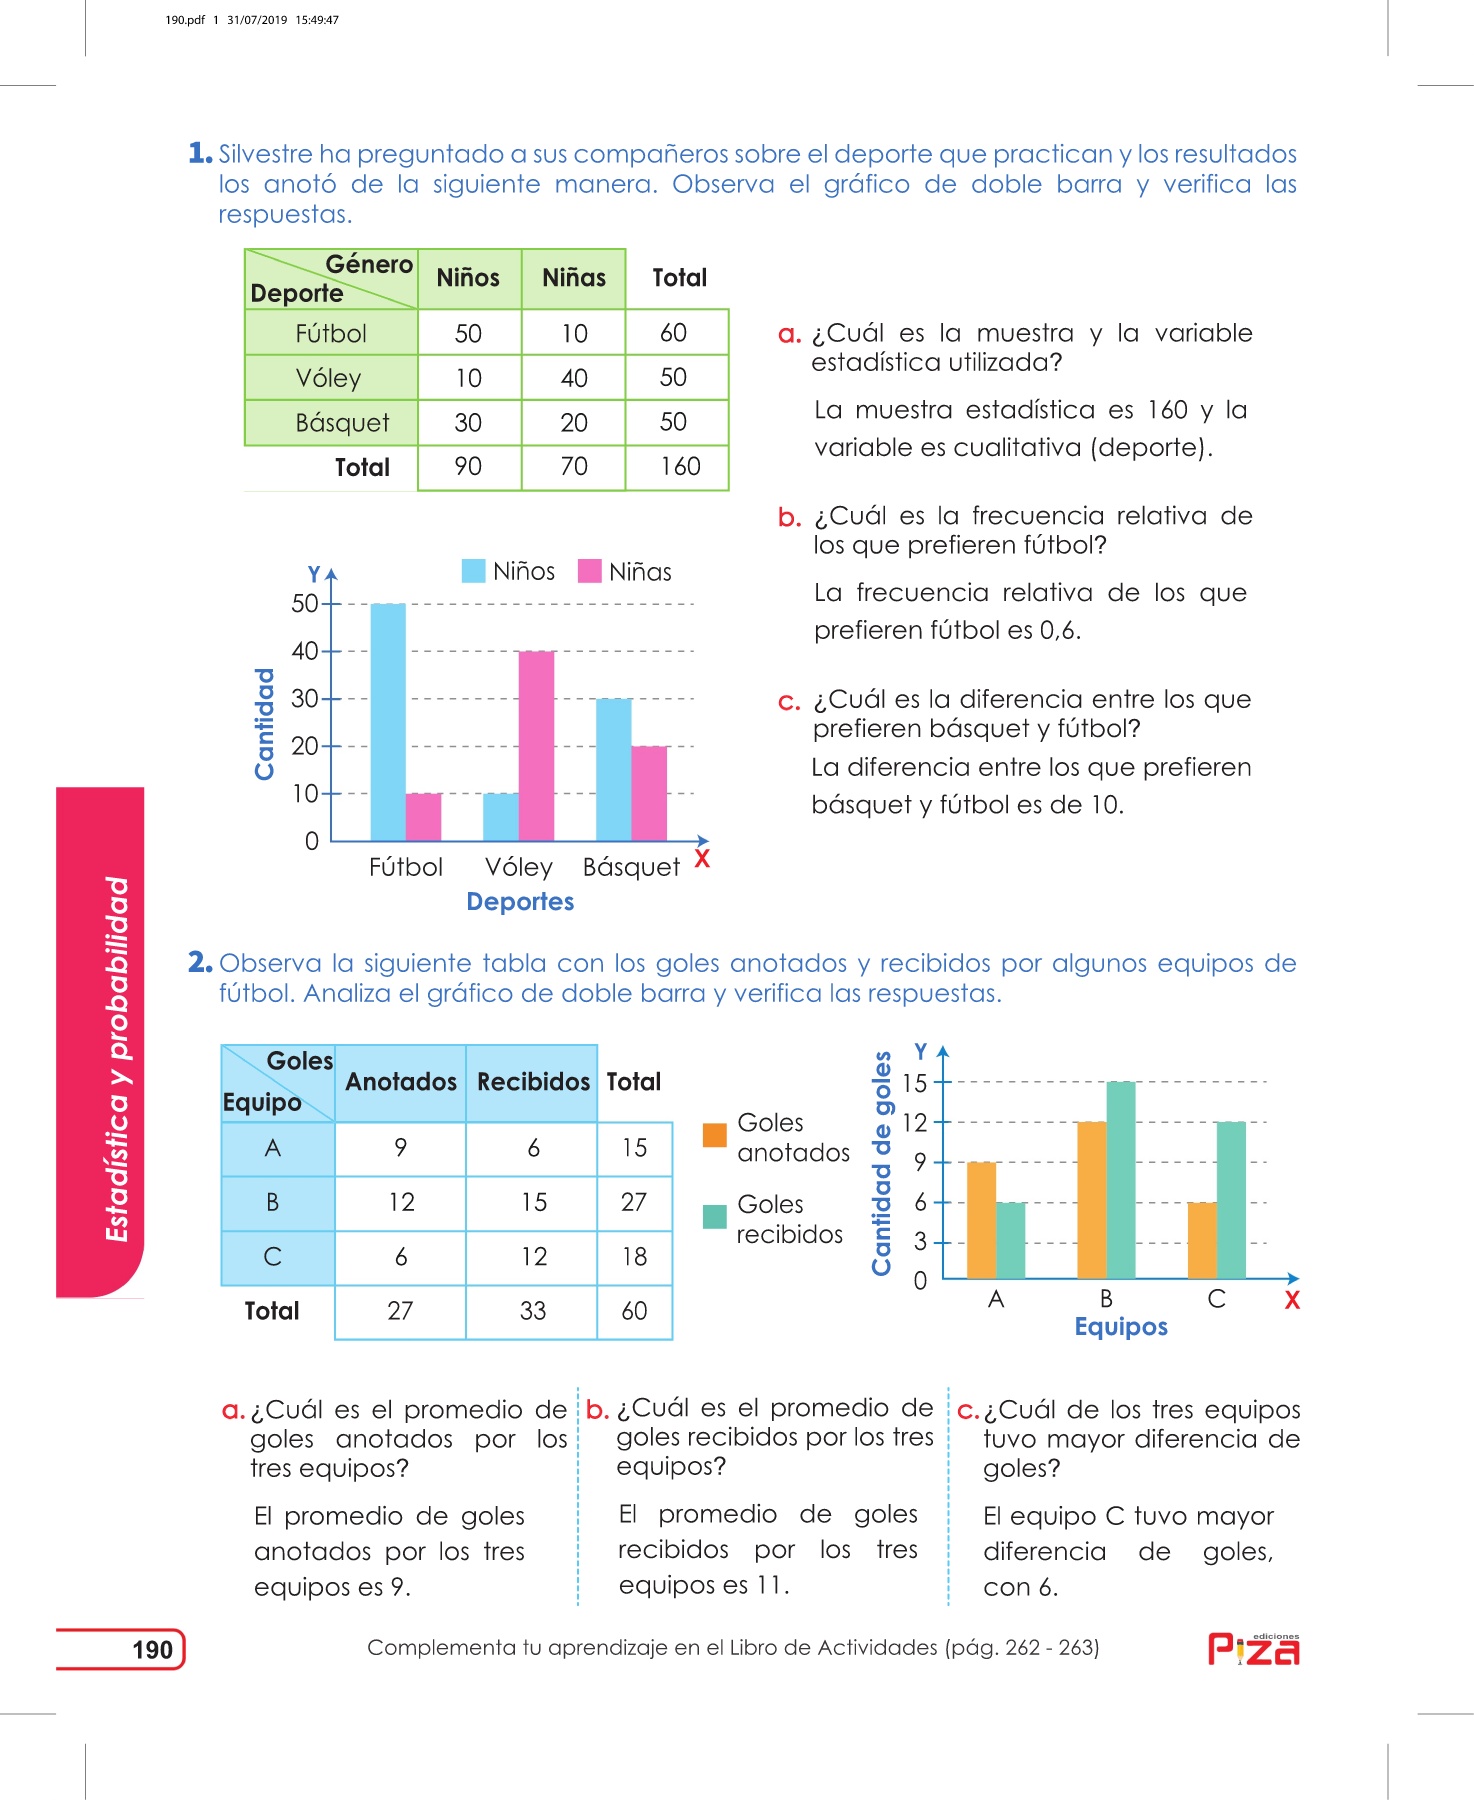 190.pdf 1 31/07/2019 15:49:47
1. Silvestre ha preguntado a sus compañeros sobre el deporte que practican y los resultados
los anotó de la siguiente manera. Observa el gráfico de doble barra y verifica las
respuestas.
Género
Deporte
Niños Niñas Total
Fútbol 50 10 60
Vóley 10 40 50
Básquet 30 20 50
Total 90 70 160
Y
Niños Niñas
50
40
30
20
10
0
Cantidad
Fútbol Vóley Básquet X
Deportes
a. ¿Cuál es la muestra y la variable
estadística utilizada?
La muestra estadística es 160 y la
variable es cualitativa (deporte).
b. ¿Cuál es la frecuencia relativa de
los que prefieren fútbol?
La frecuencia relativa de los que
prefieren fútbol es 0,6.
c. ¿Cuál es la diferencia entre los que
prefieren básquet y fútbol?
La diferencia entre los que prefieren
básquet y fútbol es de 10.
Estadística y probabilidad
2. Observa la siguiente tabla con los goles anotados y recibidos por algunos equipos de
fútbol. Analiza el gráfico de doble barra y verifica las respuestas.
Goles
Equipo
Anotados Recibidos Total
A 9 6 15
B 12 15 27
C 6 12 18
Total 27 33 60
Goles
anotados
Goles
recibidos
Cantidad de goles
Y
15
12
9
6
3
0
A B C X
Equipos
a. ¿Cuál es el promedio de
goles anotados por los
tres equipos?
El promedio de goles
anotados por los tres
equipos es 9.
b. ¿Cuál es el promedio de
goles recibidos por los tres
equipos?
El promedio de goles
recibidos por los tres
equipos es 11.
c. ¿Cuál de los tres equipos
tuvo mayor diferencia de
goles?
El equipo C tuvo mayor
diferencia de goles,
con 6.
190
Complementa tu aprendizaje en el Libro de Actividades (pág. 262 - 263)
ediciones
Piza